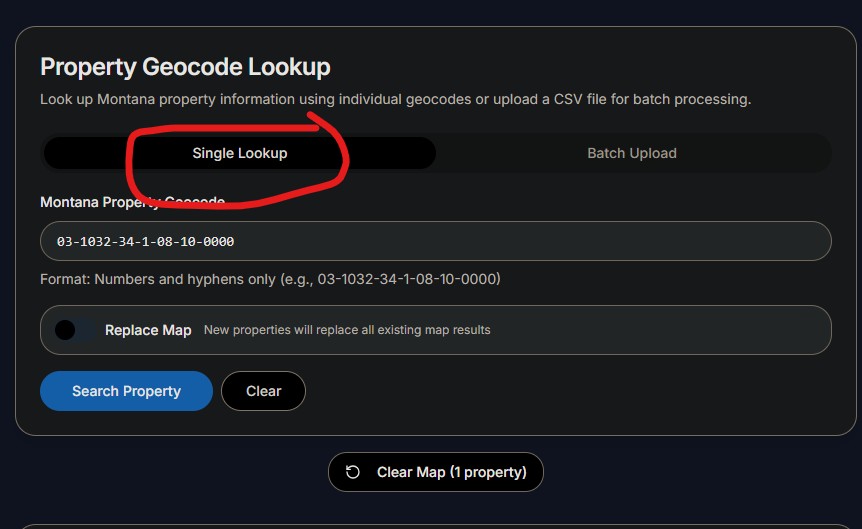 Property Geocode Lookup
Look up Montana property information using individual geocodes or upload a CSV file for batch processing.
Single Lookup
Batch Upload
Montana Property Geocode
03-1032-34-1-08-10-0000
Format: Numbers and hyphens only (e.g., 03-1032-34-1-08-10-0000)
Replace Map New properties will replace all existing map results
Search Property
Clear
Clear Map (1 property)